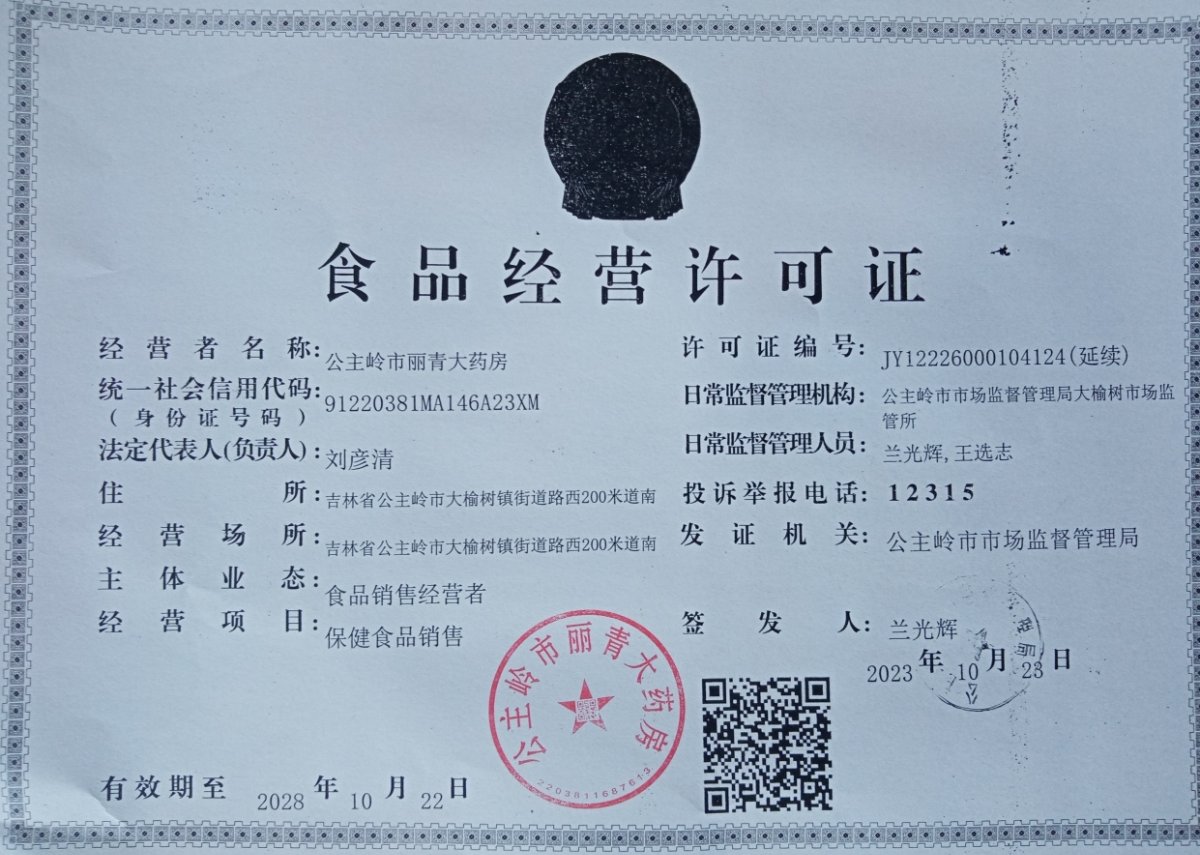 食品经营许可证
经营者名称：公主岭市丽青大药房
统一社会信用代码：91220381MA146A23XM
（身份证号码）
法定代表人(负责人)：刘彦清
住所：吉林省公主岭市大榆树镇街道路西200米道南
经营场所：吉林省公主岭市大榆树镇街道路西200米道南
主体业态：食品销售经营者
经营项目：保健食品销售
许可证编号：JY12226000104124(延续)
日常监督管理机构：公主岭市市场监督管理局大榆树市场监
管所
日常监督管理人员：兰光辉,王选志
投诉举报电话：12315
发证机关：公主岭市市场监督管理局
签发人：兰光辉
2023年10月23日
公主岭市丽青大药房
2203811687613
有效期至2028年10月22日